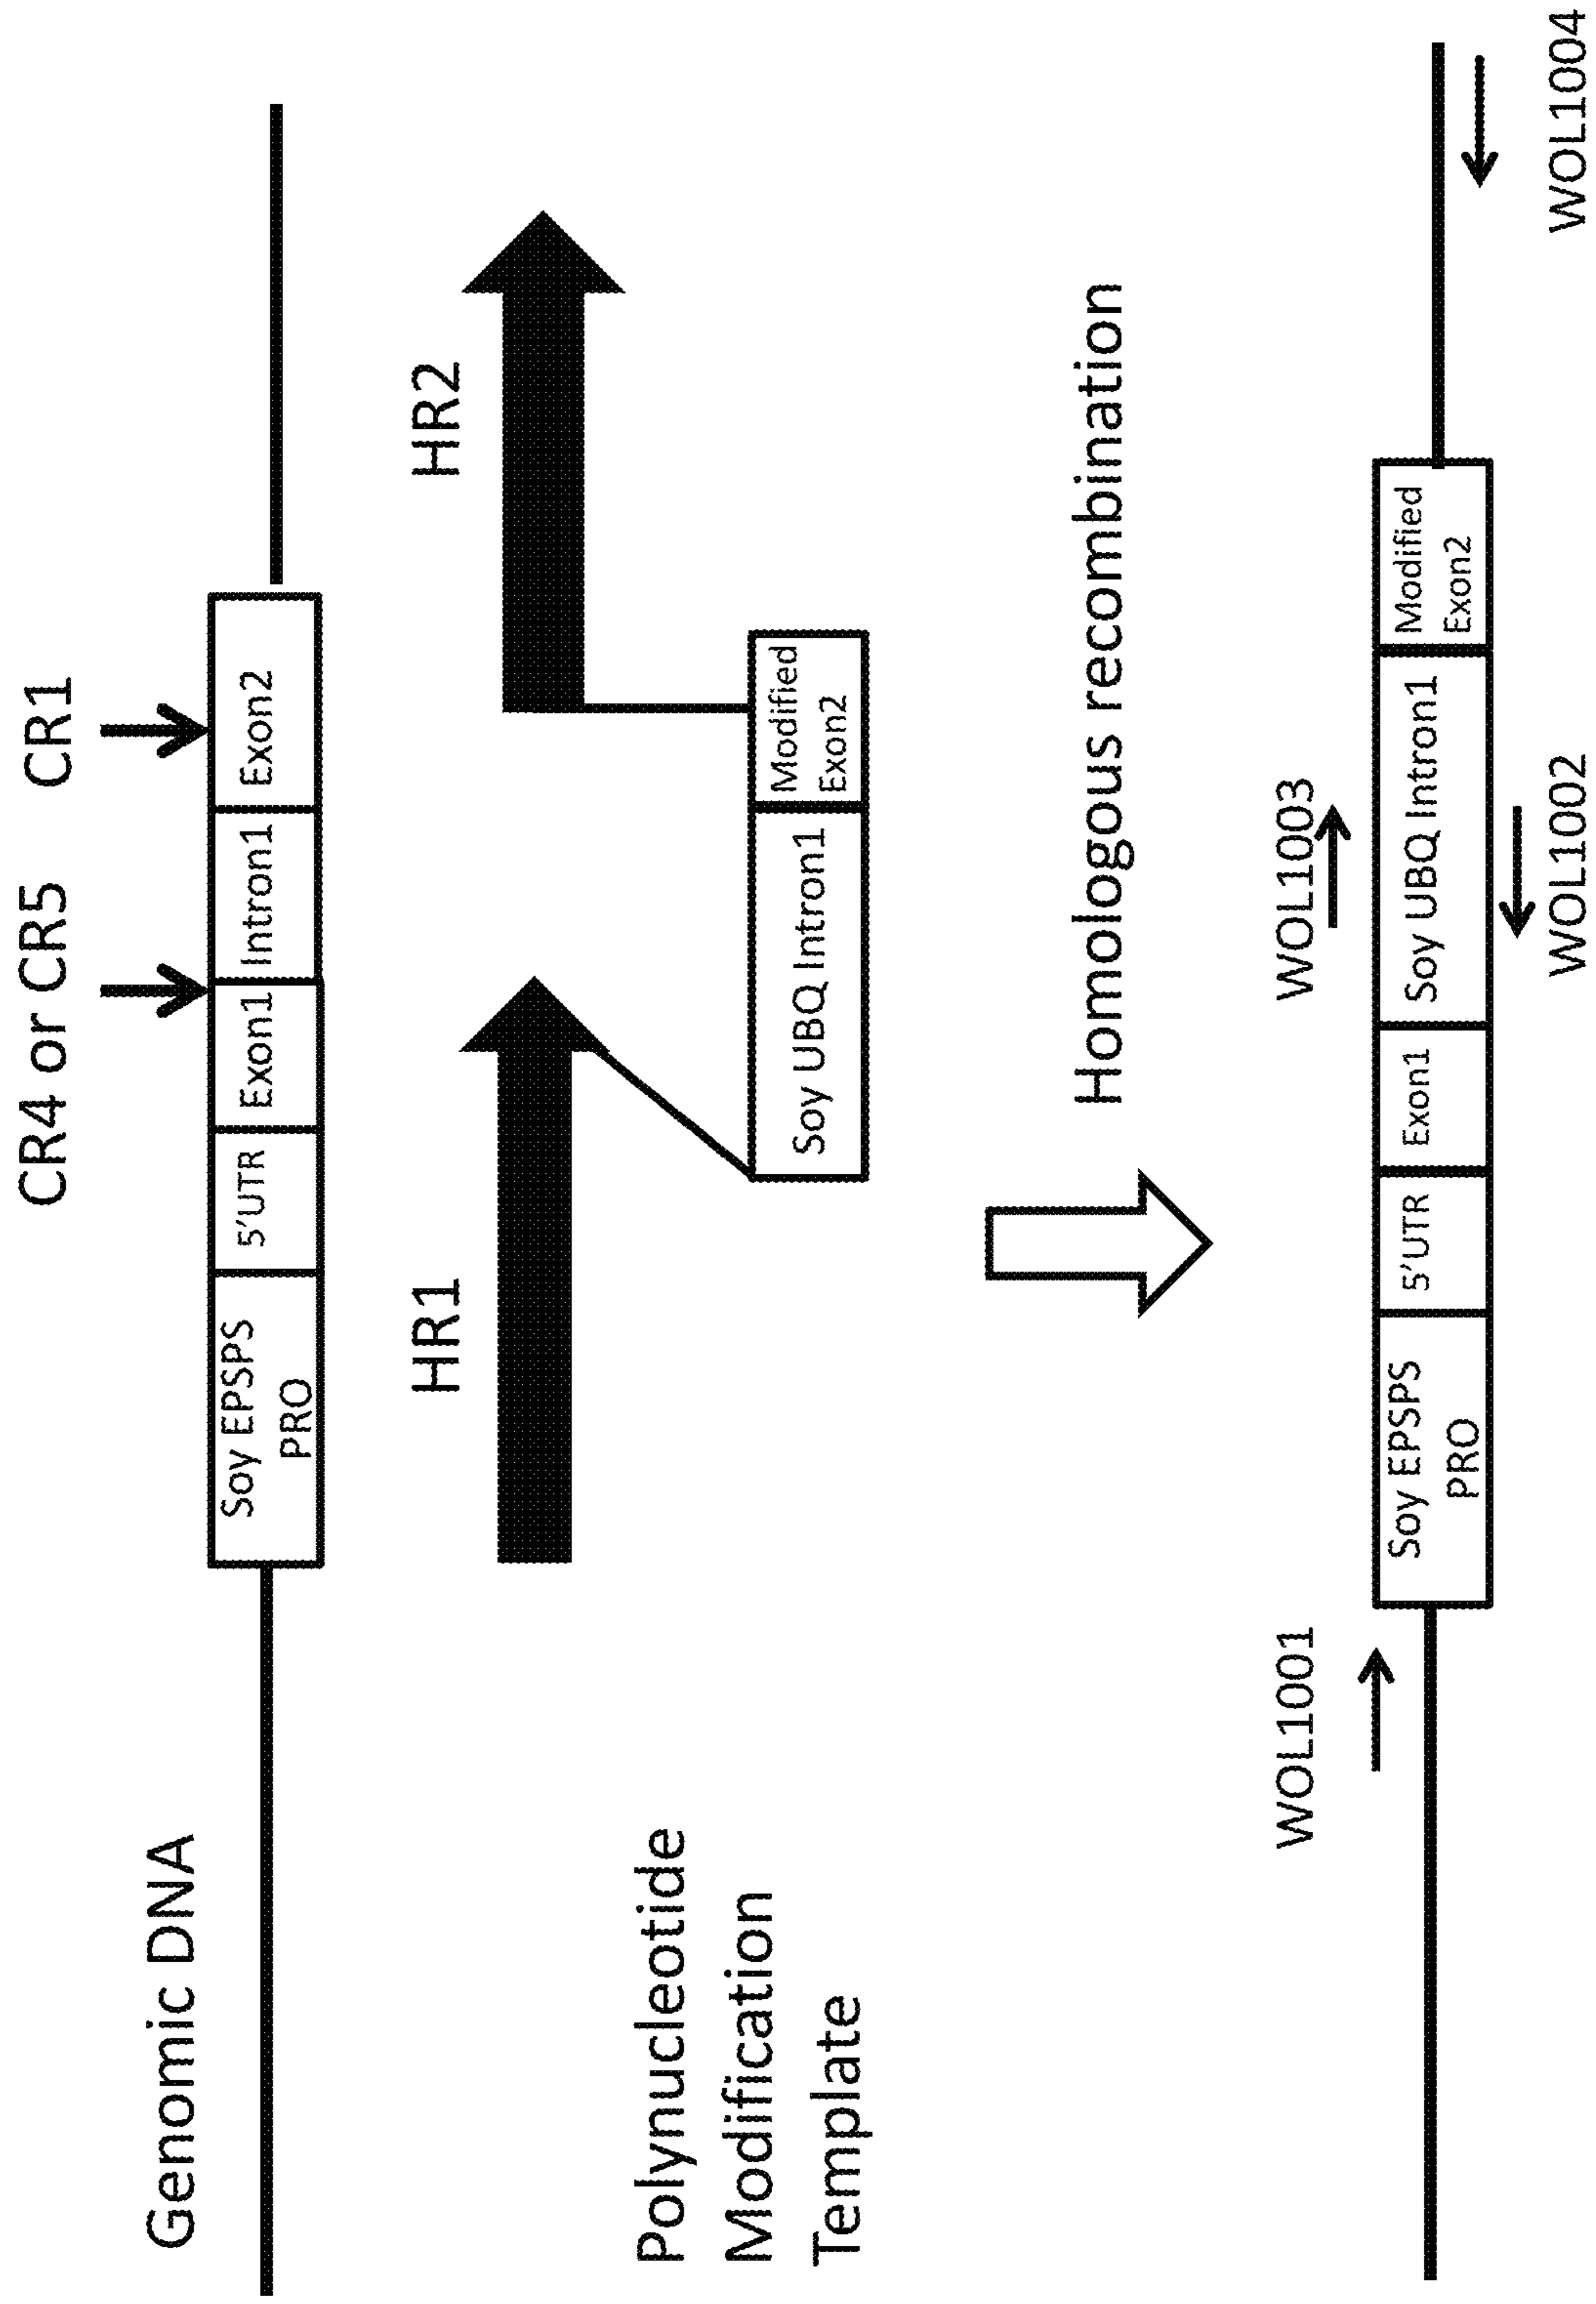 CR4 or CR5
CR1
Genomic DNA
Soy EPSPS
PRO
5'UTR
Exon1
Intron1
Exon2
HR1
HR2
Polynucleotide
Modification
Template
Soy UBQ Intron1
Modified
Exon2
Homologous recombination
WOL1001
WOL1003
Soy EPSPS
PRO
5'UTR
Exon1
Soy UBQ Intron1
Modified
Exon2
WOL1002
WOL1004